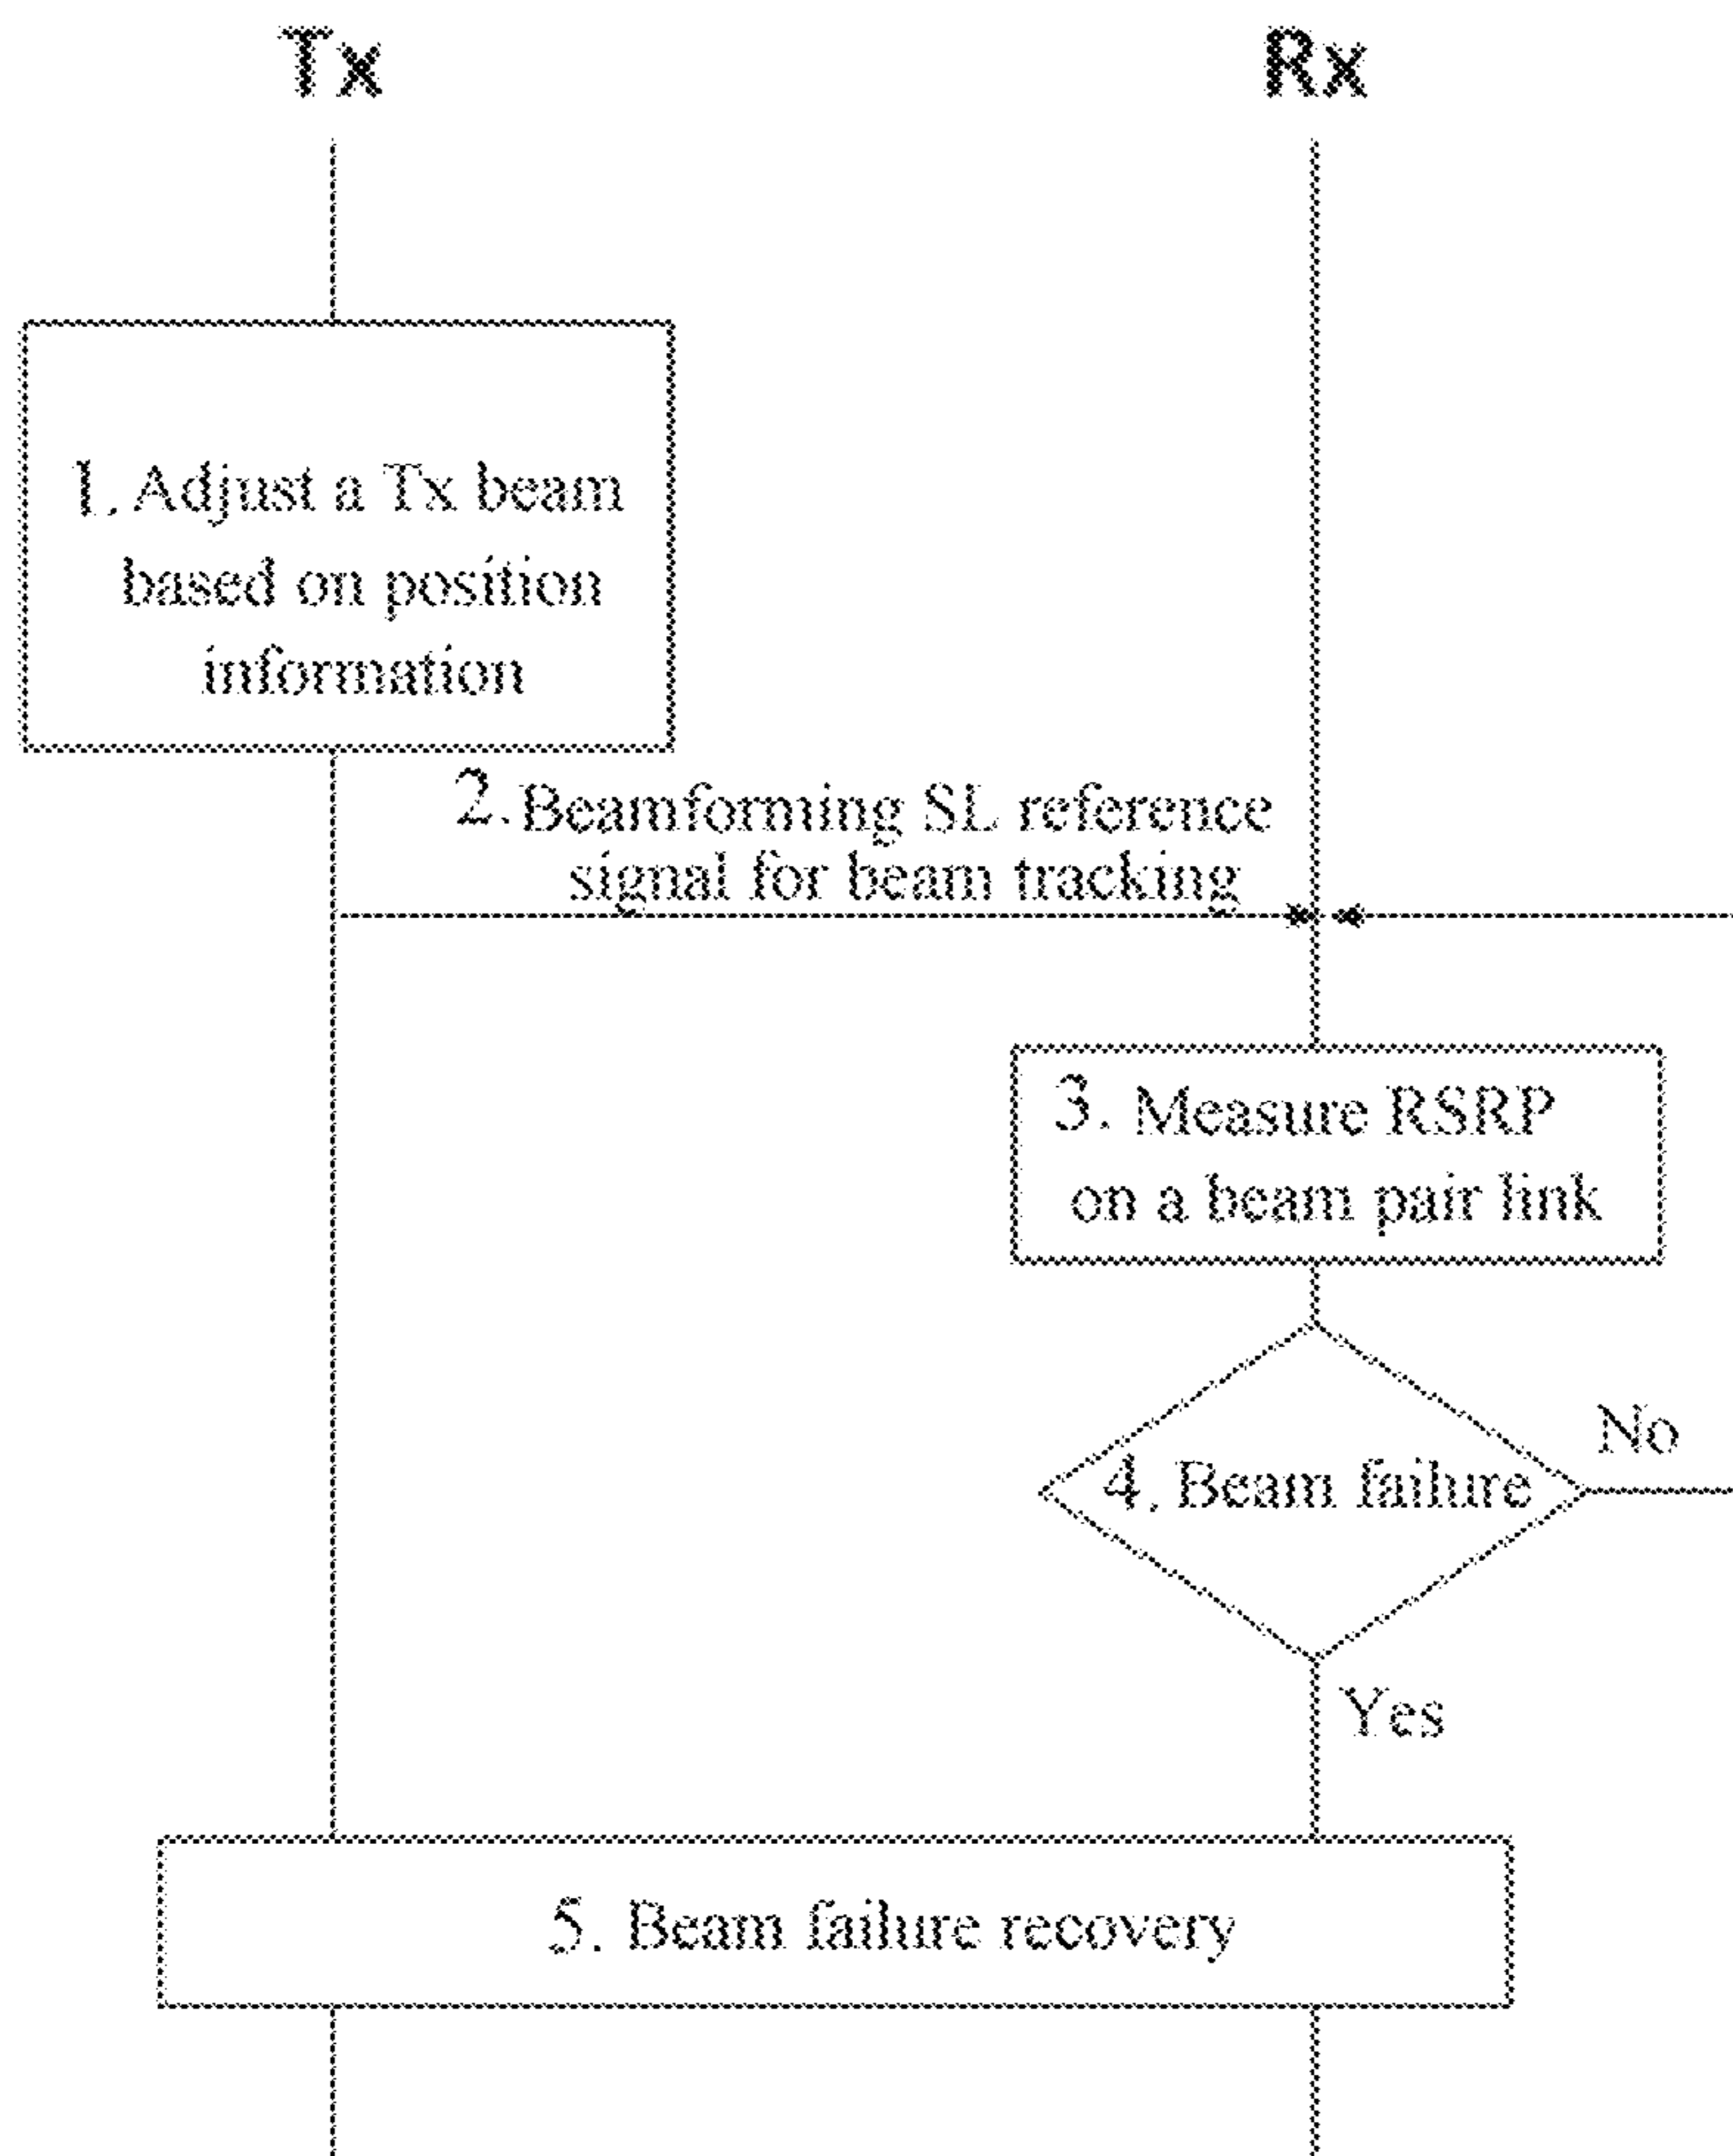 Tx
Rx
1. Adjust a Tx beam
based on position
information
2. Beamforming SL reference
signal for beam tracking
3. Measure RSRP
on a beam pair link
4. Beam failure
No
Yes
5. Beam failure recovery